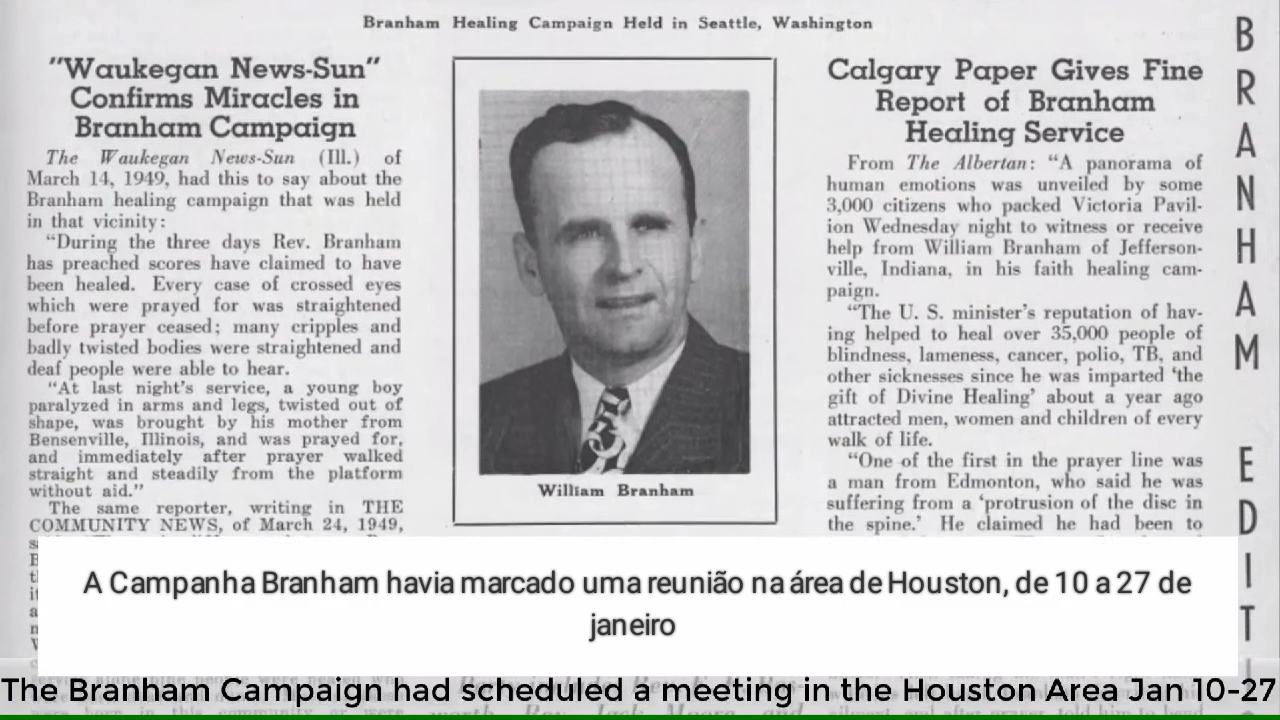 Branham Healing Campaign Held in Seattle, Washington
"Waukegan News-Sun"
Confirms Miracles in
Branham Campaign
The Waukegan News-Sun (Ill.) of
March 14, 1949, had this to say about the
Branham healing campaign that was held
in that vicinity:
"During the three days Rev. Branham
has preached scores have claimed to have
been healed. Every case of crossed eyes
which were prayed for was straightened
before prayer ceased; many cripples and
badly twisted bodies were straightened and
deaf people were able to hear.
"At last night's service, a young boy
paralyzed in arms and legs, twisted out of
shape, was brought by his mother from
Bensenville, Illinois, and was prayed for,
and immediately after prayer walked
straight and steadily from the platform
without aid."
The same reporter, writing in THE
COMMUNITY NEWS, of March 24, 1949,
William Branham
Calgary Paper Gives Fine
Report of Branham
Healing Service
From The Albertan: "A panorama of
human emotions was unveiled by some
3,000 citizens who packed Victoria Pavil-
ion Wednesday night to witness or receive
help from William Branham of Jefferson-
ville, Indiana, in his faith healing cam-
paign.
"The U. S. minister's reputation of hav-
ing helped to heal over 35,000 people of
blindness, lameness, cancer, polio, TB, and
other sicknesses since he was imparted 'the
gift of Divine Healing' about a year ago
attracted men, women and children of every
walk of life.
"One of the first in the prayer line was
a man from Edmonton, who said he was
suffering from a 'protrusion of the disc in
the spine.' He claimed he had been to
BRANHAM EDIT
A Campanha Branham havia marcado uma reunião na área de Houston, de 10 a 27 de
janeiro
The Branham Campaign had scheduled a meeting in the Houston Area Jan 10-27